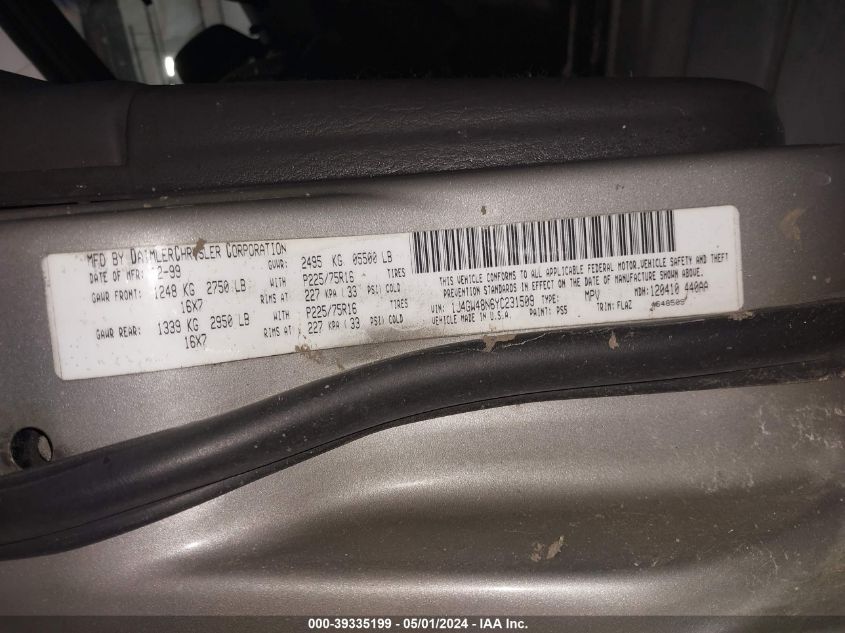 MFD BY DAIMLERCHRYSLER CORPORATION
DATE OF MFR: 2-99 GVWR: 2495 KG 05500 LB
GAWR FRONT: 1248 KG 2750 LB WITH P225/75R16 TIRES
16X7 RIMS AT 227 KPA ( 33 PSI) COLD
GAWR REAR: 1339 KG 2950 LB WITH P225/75R16 TIRES
16X7 RIMS AT 227 KPA ( 33 PSI) COLD
THIS VEHICLE CONFORMS TO ALL APPLICABLE FEDERAL MOTOR VEHICLE SAFETY AND THEFT
PREVENTION STANDARDS IN EFFECT ON THE DATE OF MANUFACTURE SHOWN ABOVE.
VIN: 1J4GW48N6YC231509 TYPE: MPV MDH: 120410 440AA
VEHICLE MADE IN U.S.A. PAINT: PS5 TRIM: FLAZ
000-39335199 - 05/01/2024 - IAA Inc.